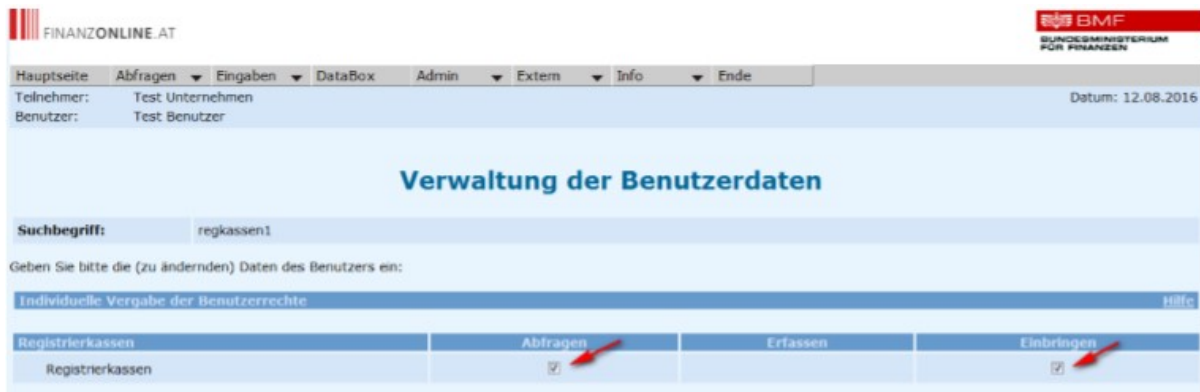 FINANZONLINE.AT
BMF
BUNDESMINISTERIUM
FÜR FINANZEN
Hauptseite Abfragen Eingaben DataBox Admin Extern Info Ende
Teilnehmer: Test Unternehmen Datum: 12.08.2016
Benutzer: Test Benutzer
Verwaltung der Benutzerdaten
Suchbegriff: regkassen1
Geben Sie bitte die (zu ändernden) Daten des Benutzers ein:
Individuelle Vergabe der Benutzerrechte Hilfe
Registrierkassen Abfragen Erfassen Einbringen
Registrierkassen